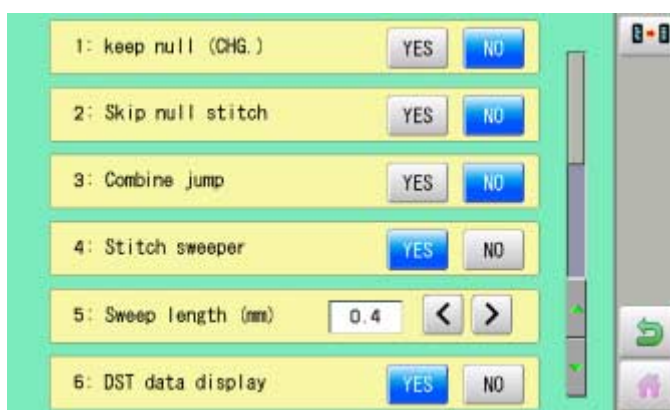 1: keep null (CHG.) YES NO
2: Skip null stitch YES NO
3: Combine jump YES NO
4: Stitch sweeper YES NO
5: Sweep length (mm) 0.4 < >
6: DST data display YES NO